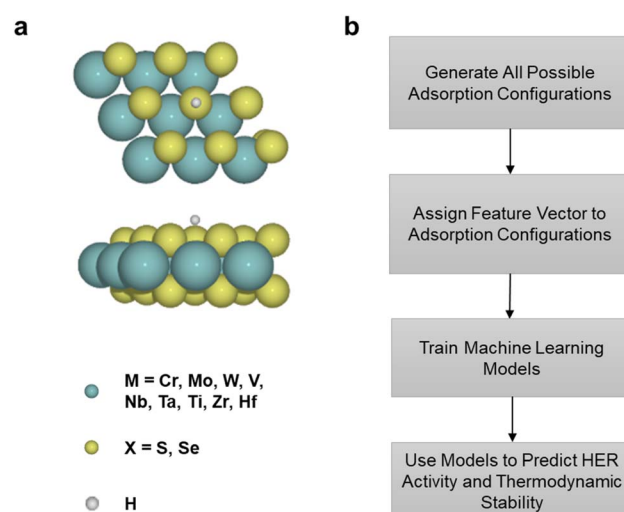 a
M = Cr, Mo, W, V,
Nb, Ta, Ti, Zr, Hf
X = S, Se
H
b
Generate All Possible
Adsorption Configurations
Assign Feature Vector to
Adsorption Configurations
Train Machine Learning
Models
Use Models to Predict HER
Activity and Thermodynamic
Stability